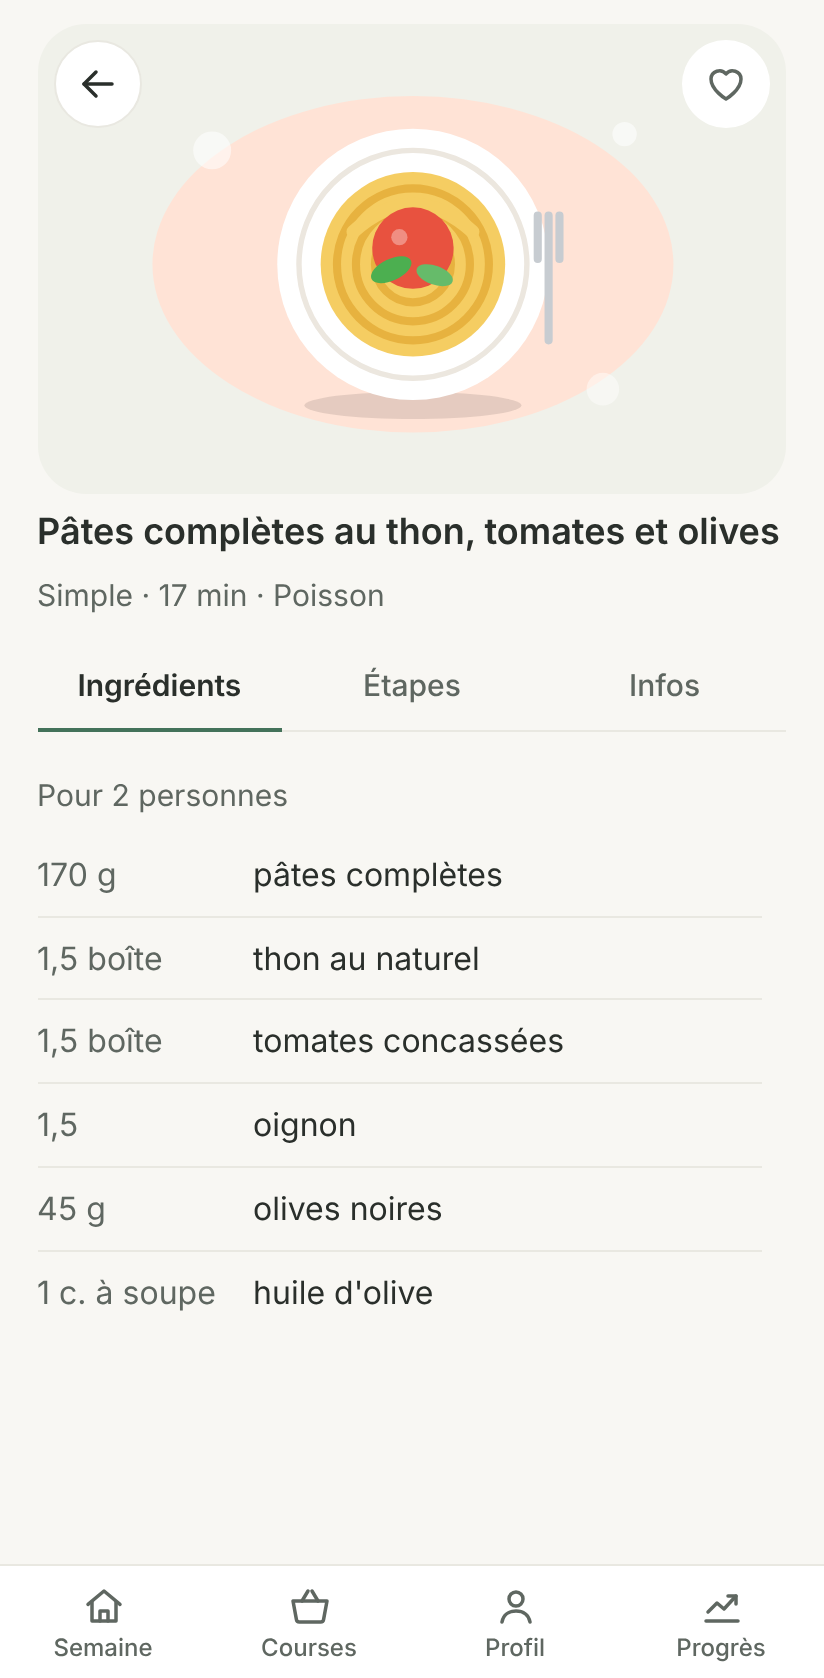 Pâtes complètes au thon, tomates et olives
Simple · 17 min · Poisson
Ingrédients Étapes Infos
Pour 2 personnes
170 g pâtes complètes
1,5 boîte thon au naturel
1,5 boîte tomates concassées
1,5 oignon
45 g olives noires
1 c. à soupe huile d'olive
Semaine Courses Profil Progrès